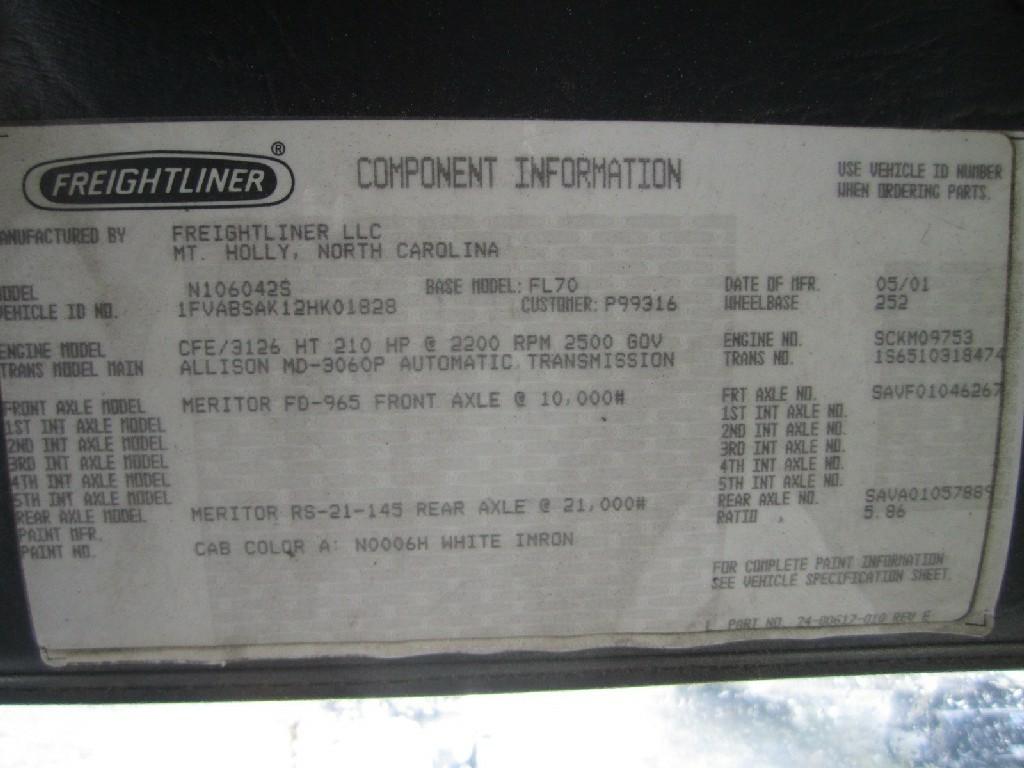 FREIGHTLINER ®
COMPONENT INFORMATION
USE VEHICLE ID NUMBER
WHEN ORDERING PARTS.
ANUFACTURED BY FREIGHTLINER LLC
MT. HOLLY, NORTH CAROLINA
ODEL N106042S BASE MODEL: FL70 DATE OF MFR. 05/01
VEHICLE ID NO. 1FVABSAK12HK01828 CUSTOMER: P99316 WHEELBASE 252
ENGINE MODEL CFE/3126 HT 210 HP @ 2200 RPM 2500 GOV ENGINE NO. SCKM09753
TRANS MODEL MAIN ALLISON MD-3060P AUTOMATIC TRANSMISSION TRANS NO. 1S6510318474
FRONT AXLE MODEL MERITOR FD-965 FRONT AXLE @ 10,000# FRT AXLE NO. SAVF01046267
1ST INT AXLE MODEL 1ST INT AXLE NO.
2ND INT AXLE MODEL 2ND INT AXLE NO.
3RD INT AXLE MODEL 3RD INT AXLE NO.
4TH INT AXLE MODEL 4TH INT AXLE NO.
5TH INT AXLE MODEL 5TH INT AXLE NO.
REAR AXLE MODEL MERITOR RS-21-145 REAR AXLE @ 21,000# REAR AXLE NO. SAVA01057889
RATIO 5.86
PAINT MFR.
PAINT NO. CAB COLOR A: N0006H WHITE IMRON
FOR COMPLETE PAINT INFORMATION
SEE VEHICLE SPECIFICATION SHEET.
PART NO. 24-00617-010 REV E